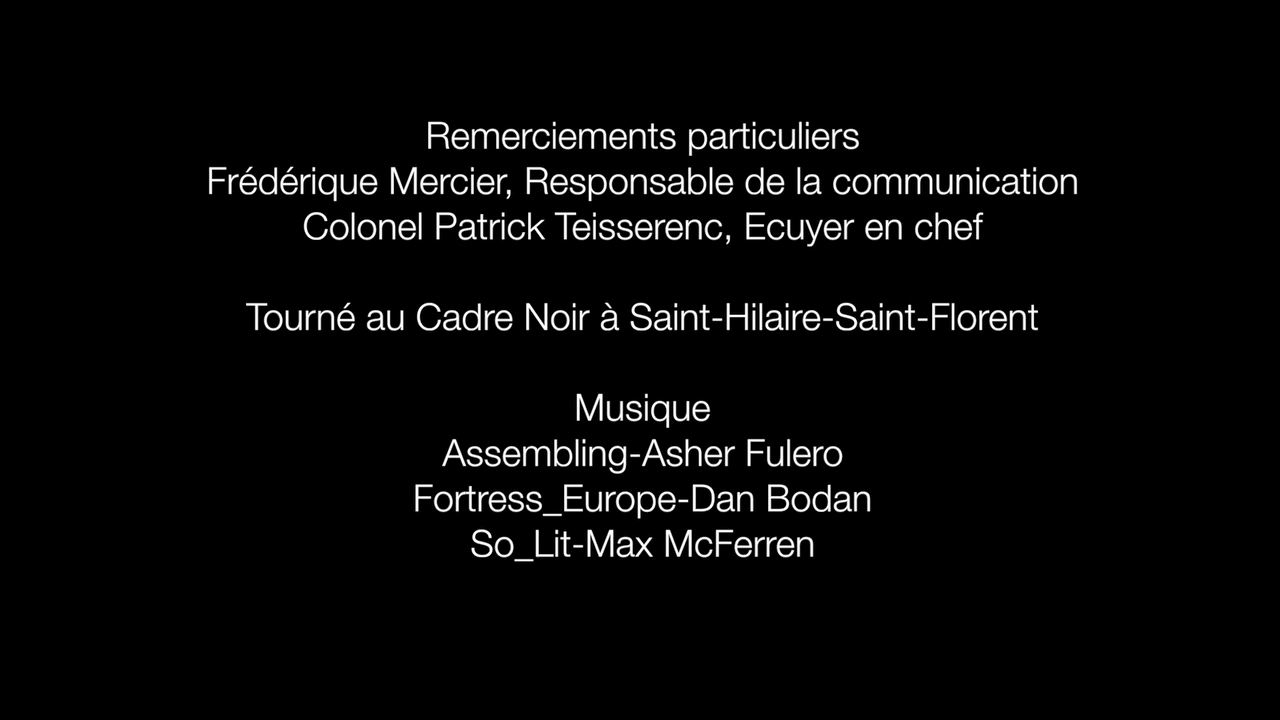 Remerciements particuliers
Frédérique Mercier, Responsable de la communication
Colonel Patrick Teisserenc, Ecuyer en chef
Tourné au Cadre Noir à Saint-Hilaire-Saint-Florent
Musique
Assembling-Asher Fulero
Fortress_Europe-Dan Bodan
So_Lit-Max McFerren